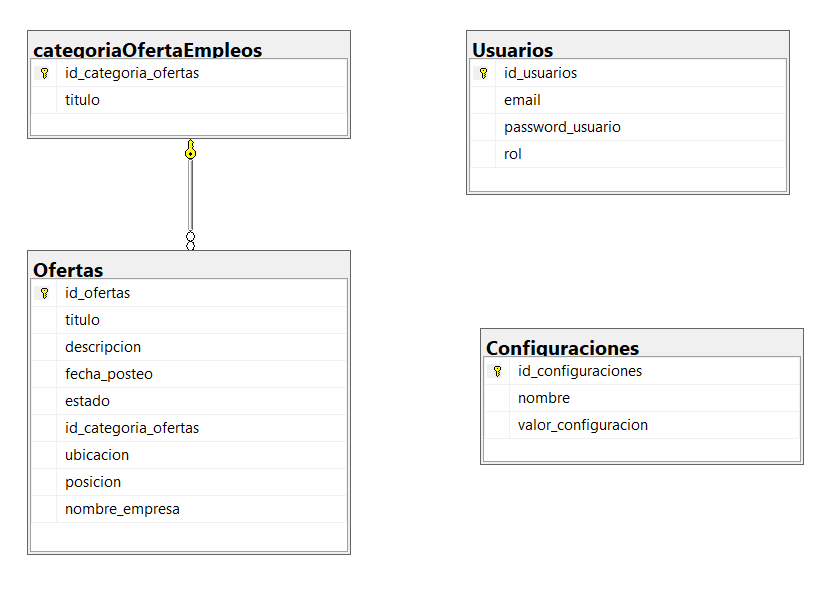 categoriaOfertaEmpleos
id_categoria_ofertas
titulo
Ofertas
id_ofertas
titulo
descripcion
fecha_posteo
estado
id_categoria_ofertas
ubicacion
posicion
nombre_empresa
Usuarios
id_usuarios
email
password_usuario
rol
Configuraciones
id_configuraciones
nombre
valor_configuracion